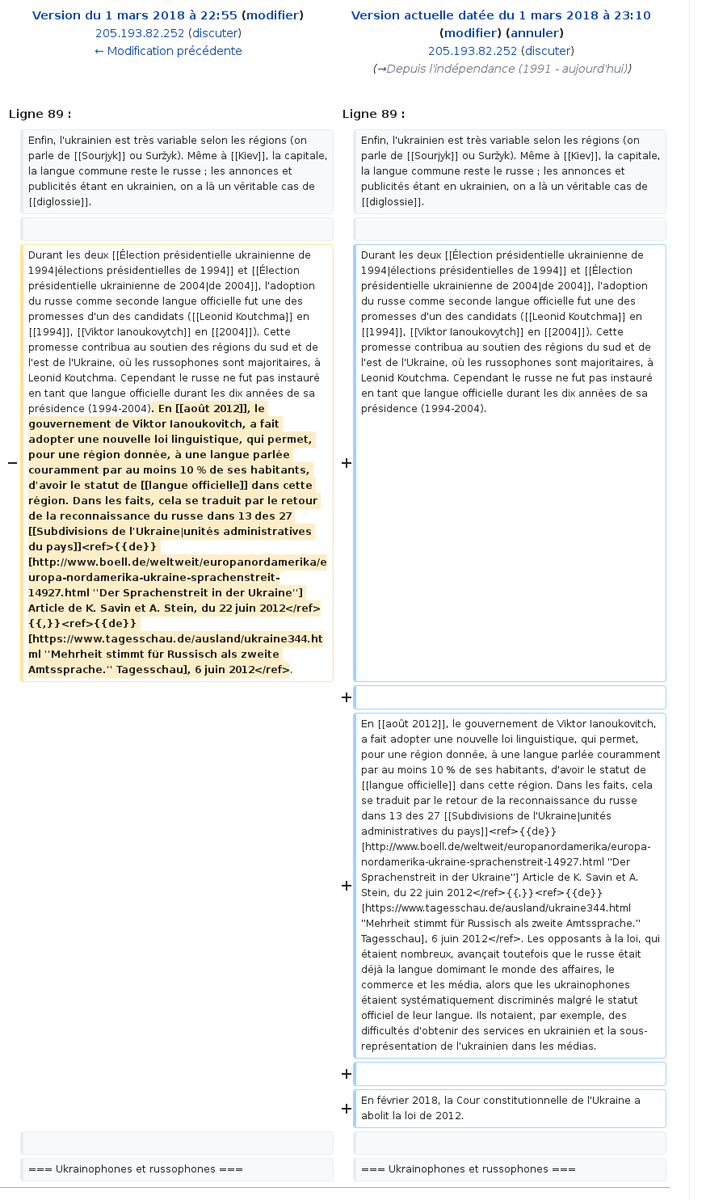 Version du 1 mars 2018 à 22:55 (modifier)
205.193.82.252 (discuter)
← Modification précédente
Version actuelle datée du 1 mars 2018 à 23:10
(modifier) (annuler)
205.193.82.252 (discuter)
(→Depuis l'indépendance (1991 - aujourd'hui))
Ligne 89 :
Ligne 89 :
Enfin, l'ukrainien est très variable selon les régions (on
parle de [[Sourjyk]] ou Suržyk). Même à [[Kiev]], la capitale,
la langue commune reste le russe ; les annonces et
publicités étant en ukrainien, on a là un véritable cas de
[[diglossie]].
Enfin, l'ukrainien est très variable selon les régions (on
parle de [[Sourjyk]] ou Suržyk). Même à [[Kiev]], la capitale,
la langue commune reste le russe ; les annonces et
publicités étant en ukrainien, on a là un véritable cas de
[[diglossie]].
−
Durant les deux [[Élection présidentielle ukrainienne de
1994|élections présidentielles de 1994]] et [[Élection
présidentielle ukrainienne de 2004|de 2004]], l'adoption
du russe comme seconde langue officielle fut une des
promesses d'un des candidats ([[Leonid Koutchma]] en
[[1994]], [[Viktor Ianoukovytch]] en [[2004]]). Cette
promesse contribua au soutien des régions du sud et de
l'est de l'Ukraine, où les russophones sont majoritaires, à
Leonid Koutchma. Cependant le russe ne fut pas instauré
en tant que langue officielle durant les dix années de sa
présidence (1994-2004). En [[août 2012]], le
gouvernement de Viktor Ianoukovitch, a fait
adopter une nouvelle loi linguistique, qui permet,
pour une région donnée, à une langue parlée
couramment par au moins 10 % de ses habitants,
d'avoir le statut de [[langue officielle]] dans cette
région. Dans les faits, cela se traduit par le retour
de la reconnaissance du russe dans 13 des 27
[[Subdivisions de l'Ukraine|unités administratives
du pays]]<ref>{{de}}
[http://www.boell.de/weltweit/europanordamerika/e
uropa-nordamerika-ukraine-sprachenstreit-
14927.html ''Der Sprachenstreit in der Ukraine'']
Article de K. Savin et A. Stein, du 22 juin 2012</ref>
{{,}}<ref>{{de}}
[https://www.tagesschau.de/ausland/ukraine344.ht
ml ''Mehrheit stimmt für Russisch als zweite
Amtssprache.'' Tagesschau], 6 juin 2012</ref>.
+
Durant les deux [[Élection présidentielle ukrainienne de
1994|élections présidentielles de 1994]] et [[Élection
présidentielle ukrainienne de 2004|de 2004]], l'adoption
du russe comme seconde langue officielle fut une des
promesses d'un des candidats ([[Leonid Koutchma]] en
[[1994]], [[Viktor Ianoukovytch]] en [[2004]]). Cette
promesse contribua au soutien des régions du sud et de
l'est de l'Ukraine, où les russophones sont majoritaires, à
Leonid Koutchma. Cependant le russe ne fut pas instauré
en tant que langue officielle durant les dix années de sa
présidence (1994-2004).
+
+
En [[août 2012]], le gouvernement de Viktor Ianoukovitch,
a fait adopter une nouvelle loi linguistique, qui permet,
pour une région donnée, à une langue parlée couramment
par au moins 10 % de ses habitants, d'avoir le statut de
[[langue officielle]] dans cette région. Dans les faits, cela
se traduit par le retour de la reconnaissance du russe
dans 13 des 27 [[Subdivisions de l'Ukraine|unités
administratives du pays]]<ref>{{de}}
[http://www.boell.de/weltweit/europanordamerika/europa-
nordamerika-ukraine-sprachenstreit-14927.html ''Der
Sprachenstreit in der Ukraine''] Article de K. Savin et A.
Stein, du 22 juin 2012</ref>{{,}}<ref>{{de}}
[https://www.tagesschau.de/ausland/ukraine344.html
''Mehrheit stimmt für Russisch als zweite Amtssprache.''
Tagesschau], 6 juin 2012</ref>. Les opposants à la loi, qui
étaient nombreux, avançait toutefois que le russe était
déjà la langue domimant le monde des affaires, le
commerce et les média, alors que les ukrainophones
étaient systématiquement discriminés malgré le statut
officiel de leur langue. Ils notaient, par exemple, des
difficultés d'obtenir des services en ukrainien et la sous-
représentation de l'ukrainien dans les médias.
+
+
En février 2018, la Cour constitutionnelle de l'Ukraine a
abolit la loi de 2012.
=== Ukrainophones et russophones ===
=== Ukrainophones et russophones ===